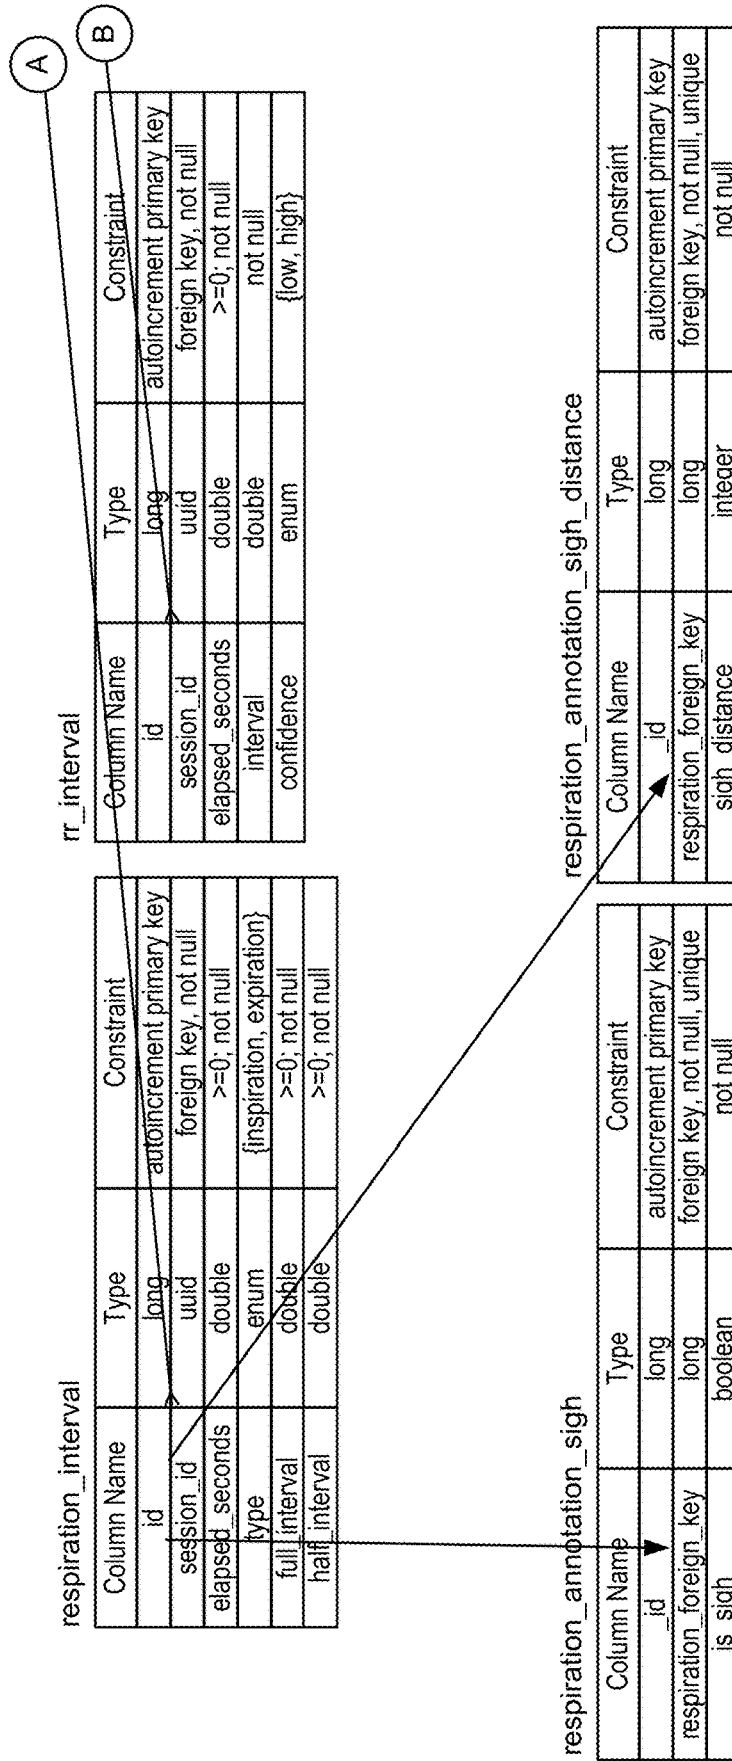 A
B
respiration_interval
Column Name Type Constraint
id long autoincrement primary key
session_id uuid foreign key, not null
elapsed_seconds double >=0; not null
type enum {inspiration, expiration}
full_interval double >=0; not null
half_interval double >=0; not null
rr_interval
Column Name Type Constraint
id long autoincrement primary key
session_id uuid foreign key, not null
elapsed_seconds double >=0; not null
interval double not null
confidence enum {low, high}
respiration_annotation_sigh
Column Name Type Constraint
_id long autoincrement primary key
respiration_foreign_key long foreign key, not null, unique
is_sigh boolean not null
respiration_annotation_sigh_distance
Column Name Type Constraint
_id long autoincrement primary key
respiration_foreign_key long foreign key, not null, unique
sigh_distance integer not null